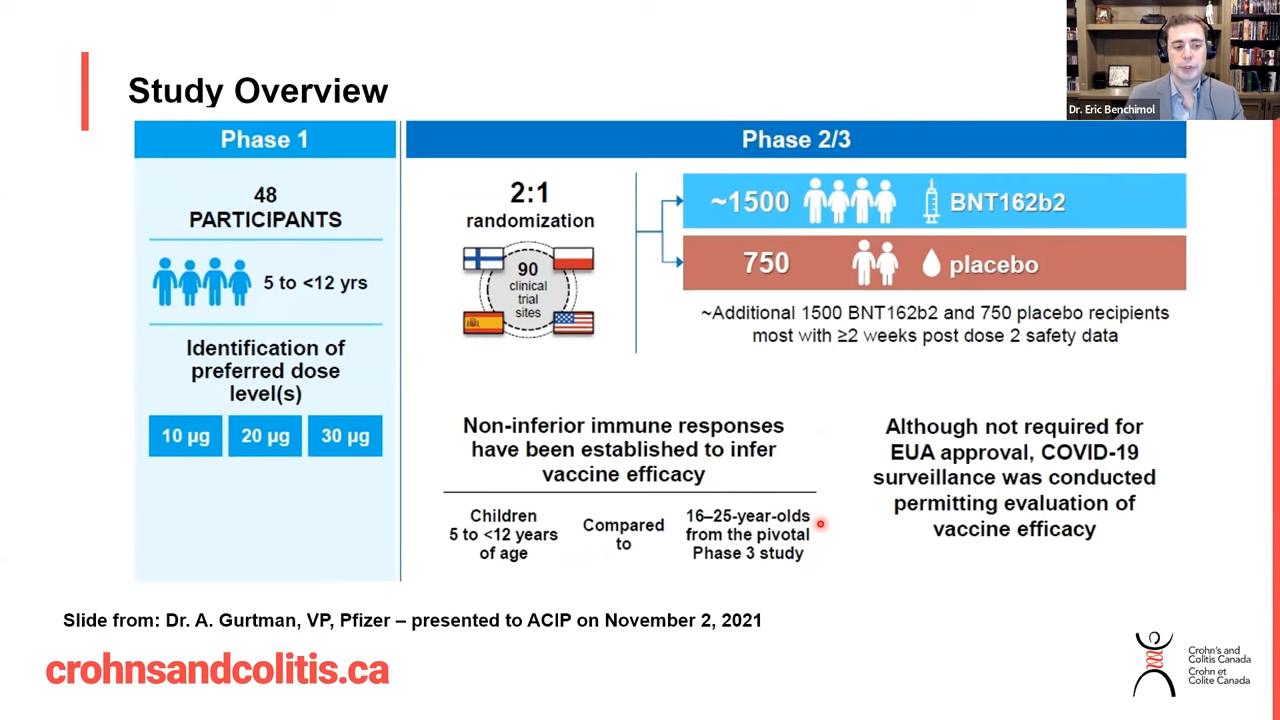 Study Overview
Dr. Eric Benchimol
Phase 1
48
PARTICIPANTS
5 to <12 yrs
Identification of
preferred dose
level(s)
10 µg
20 µg
30 µg
Phase 2/3
2:1
randomization
90
clinical
trial
sites
~1500
BNT162b2
750
placebo
~Additional 1500 BNT162b2 and 750 placebo recipients
most with ≥2 weeks post dose 2 safety data
Non-inferior immune responses
have been established to infer
vaccine efficacy
Children
5 to <12 years
of age
Compared
to
16–25-year-olds
from the pivotal
Phase 3 study
Although not required for
EUA approval, COVID-19
surveillance was conducted
permitting evaluation of
vaccine efficacy
Slide from: Dr. A. Gurtman, VP, Pfizer – presented to ACIP on November 2, 2021
crohnsandcolitis.ca
Crohn's and
Colitis Canada
Crohn et
Colite Canada